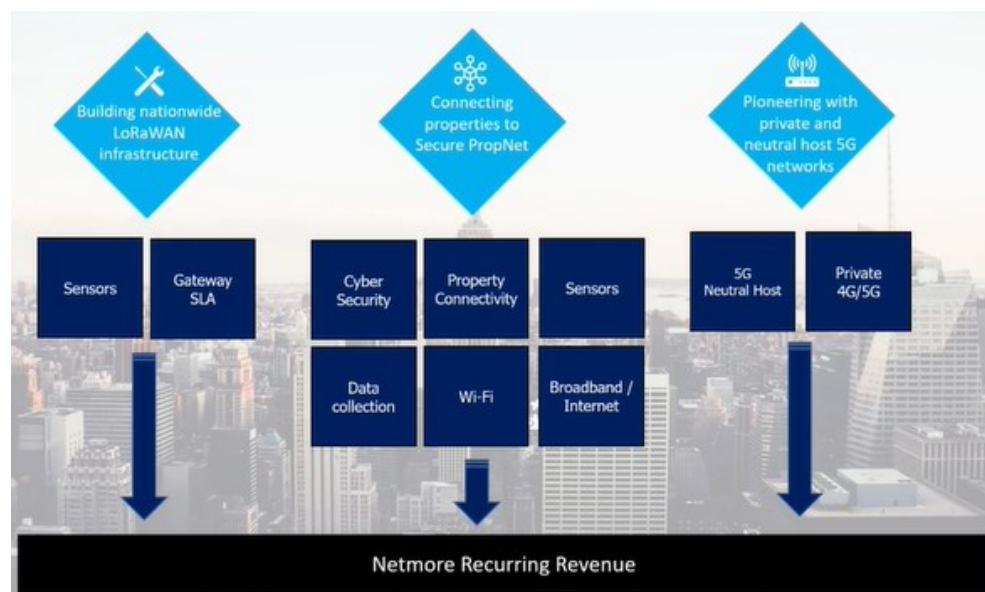 Building nationwide
LoRaWAN
infrastructure
Connecting
properties to
Secure PropNet
Pioneering with
private and
neutral host 5G
networks
Sensors
Gateway
SLA
Cyber
Security
Property
Connectivity
Sensors
5G
Neutral Host
Private
4G/5G
Data
collection
Wi-Fi
Broadband /
Internet
Netmore Recurring Revenue